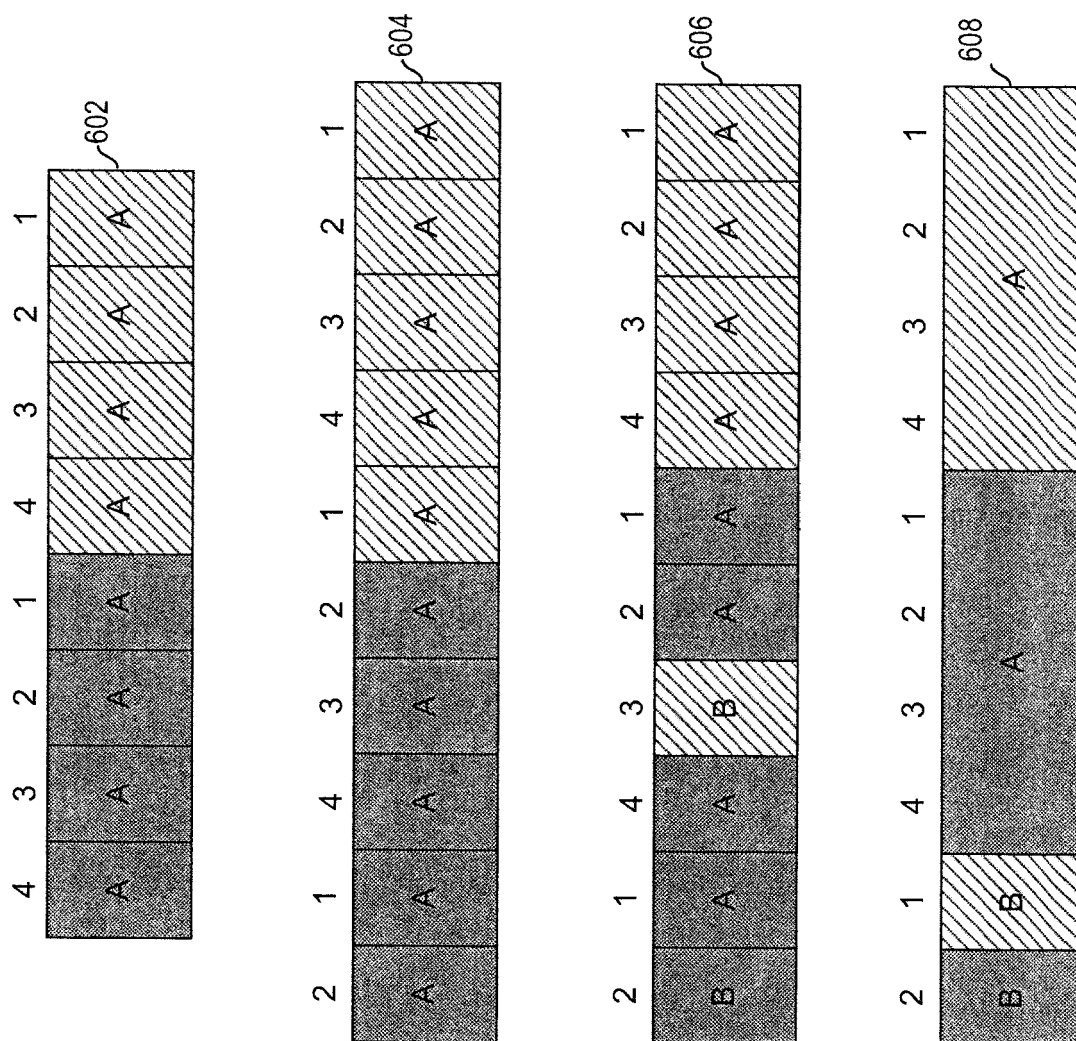 4 3 2 1 4 3 2 1
A A A A A A A A 602
2 1 4 3 2 1 4 3 2 1
A A A A A A A A A A 604
2 1 4 3 2 1 4 3 2 1
B A A B A A A A A A 606
2 1 4 3 2 1 4 3 2 1
B B A A 608